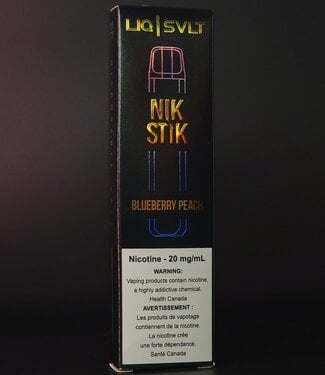 LIQ | SVLT
NIK
STIK
BLUEBERRY PEACH
Nicotine - 20 mg/mL
WARNING:
Vaping products contain nicotine,
a highly addictive chemical.
Health Canada
AVERTISSEMENT :
Les produits de vapotage
contiennent de la nicotine.
La nicotine crée
une forte dépendance.
Santé Canada